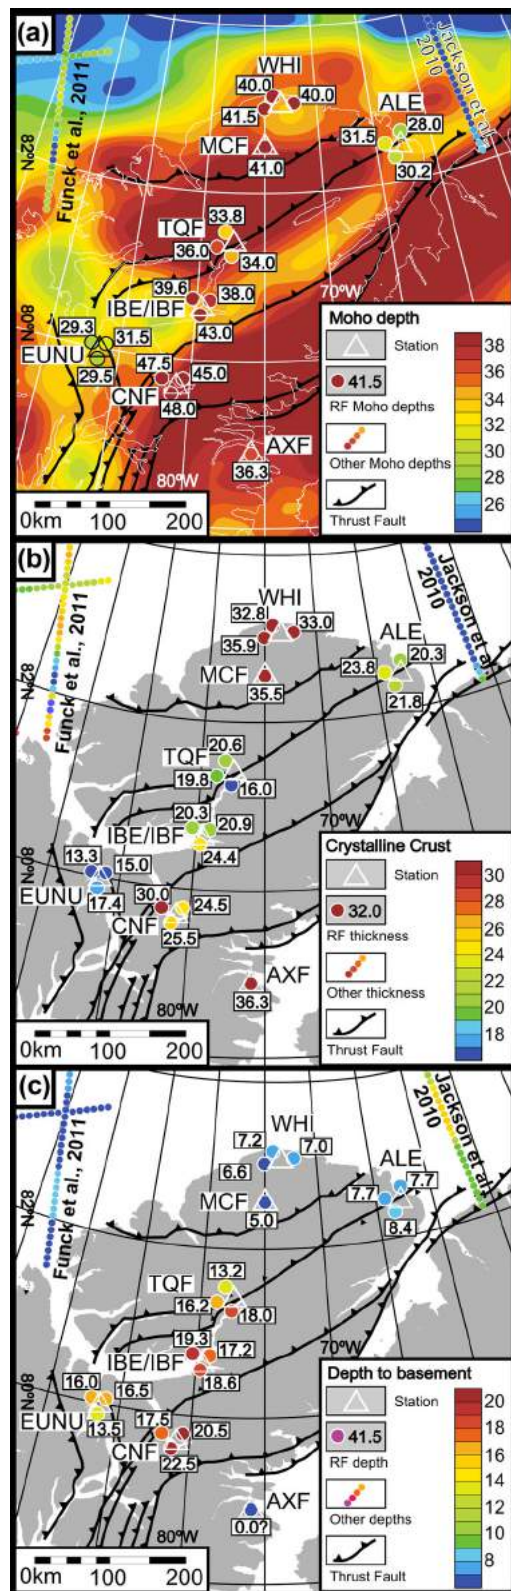 (a)
Funck et al., 2011
Jackson et al.
2010
WHI
40.0
40.0
41.5
ALE
28.0
31.5
30.2
82ºN
MCF
41.0
TQF
33.8
36.0
34.0
70ºW
39.6
38.0
IBE/IBF
43.0
80ºN
29.3
31.5
EUNU
29.5
47.5
45.0
CNF
48.0
AXF
36.3
80ºW
0km 100 200
Moho depth
Station
41.5
RF Moho depths
Other Moho depths
Thrust Fault
38
36
34
32
30
28
26
(b)
Funck et al., 2011
Jackson et al.
2010
WHI
32.8
33.0
35.9
ALE
20.3
23.8
21.8
82ºN
MCF
35.5
TQF
20.6
19.8
16.0
70ºW
20.3
20.9
IBE/IBF
24.4
80ºN
13.3
15.0
EUNU
17.4
30.0
24.5
CNF
25.5
AXF
36.3
80ºW
0km 100 200
Crystalline Crust
Station
32.0
RF thickness
Other thickness
Thrust Fault
30
28
26
24
22
20
18
(c)
Funck et al., 2011
Jackson et al.
2010
WHI
7.2
7.0
6.6
ALE
7.7
7.7
8.4
82ºN
MCF
5.0
TQF
13.2
16.2
18.0
70ºW
19.3
17.2
IBE/IBF
18.6
80ºN
16.0
16.5
EUNU
13.5
17.5
20.5
CNF
22.5
AXF
0.0?
80ºW
0km 100 200
Depth to basement
Station
41.5
RF depth
Other depths
Thrust Fault
20
18
16
14
12
10
8